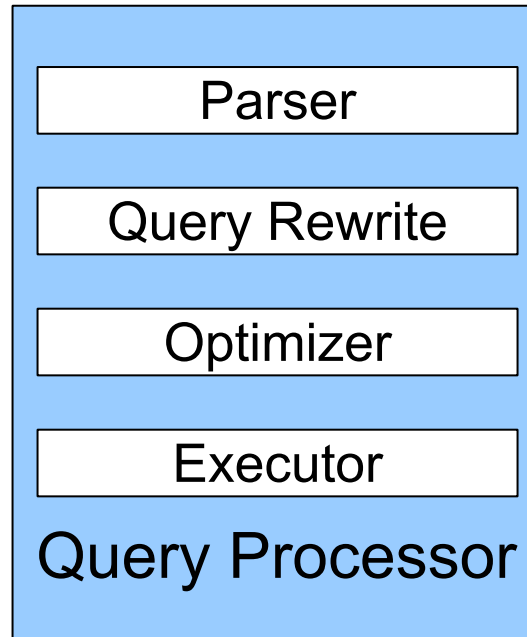 Parser
Query Rewrite
Optimizer
Executor
Query Processor